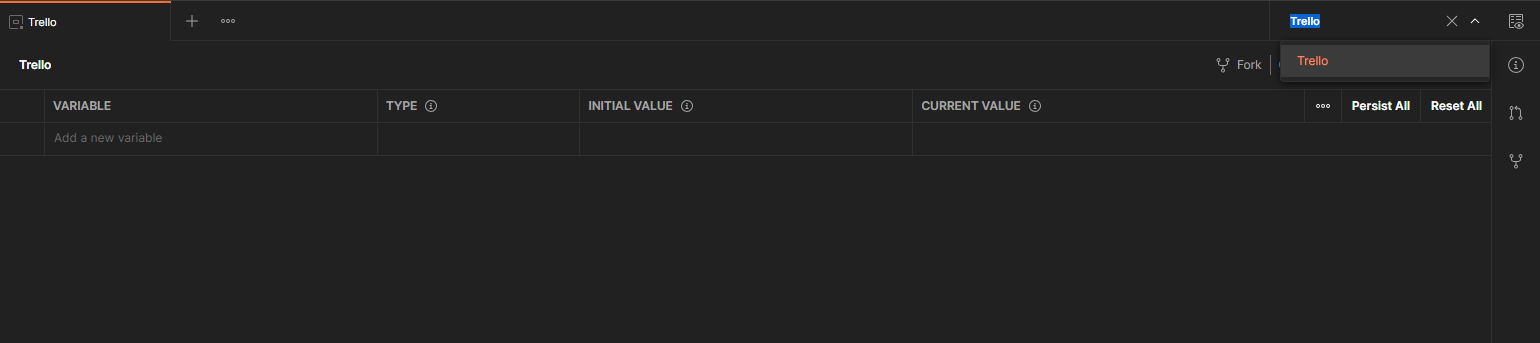 Trello
Trello
Trello
Fork
Trello
VARIABLE TYPE INITIAL VALUE CURRENT VALUE Persist All Reset All
Add a new variable